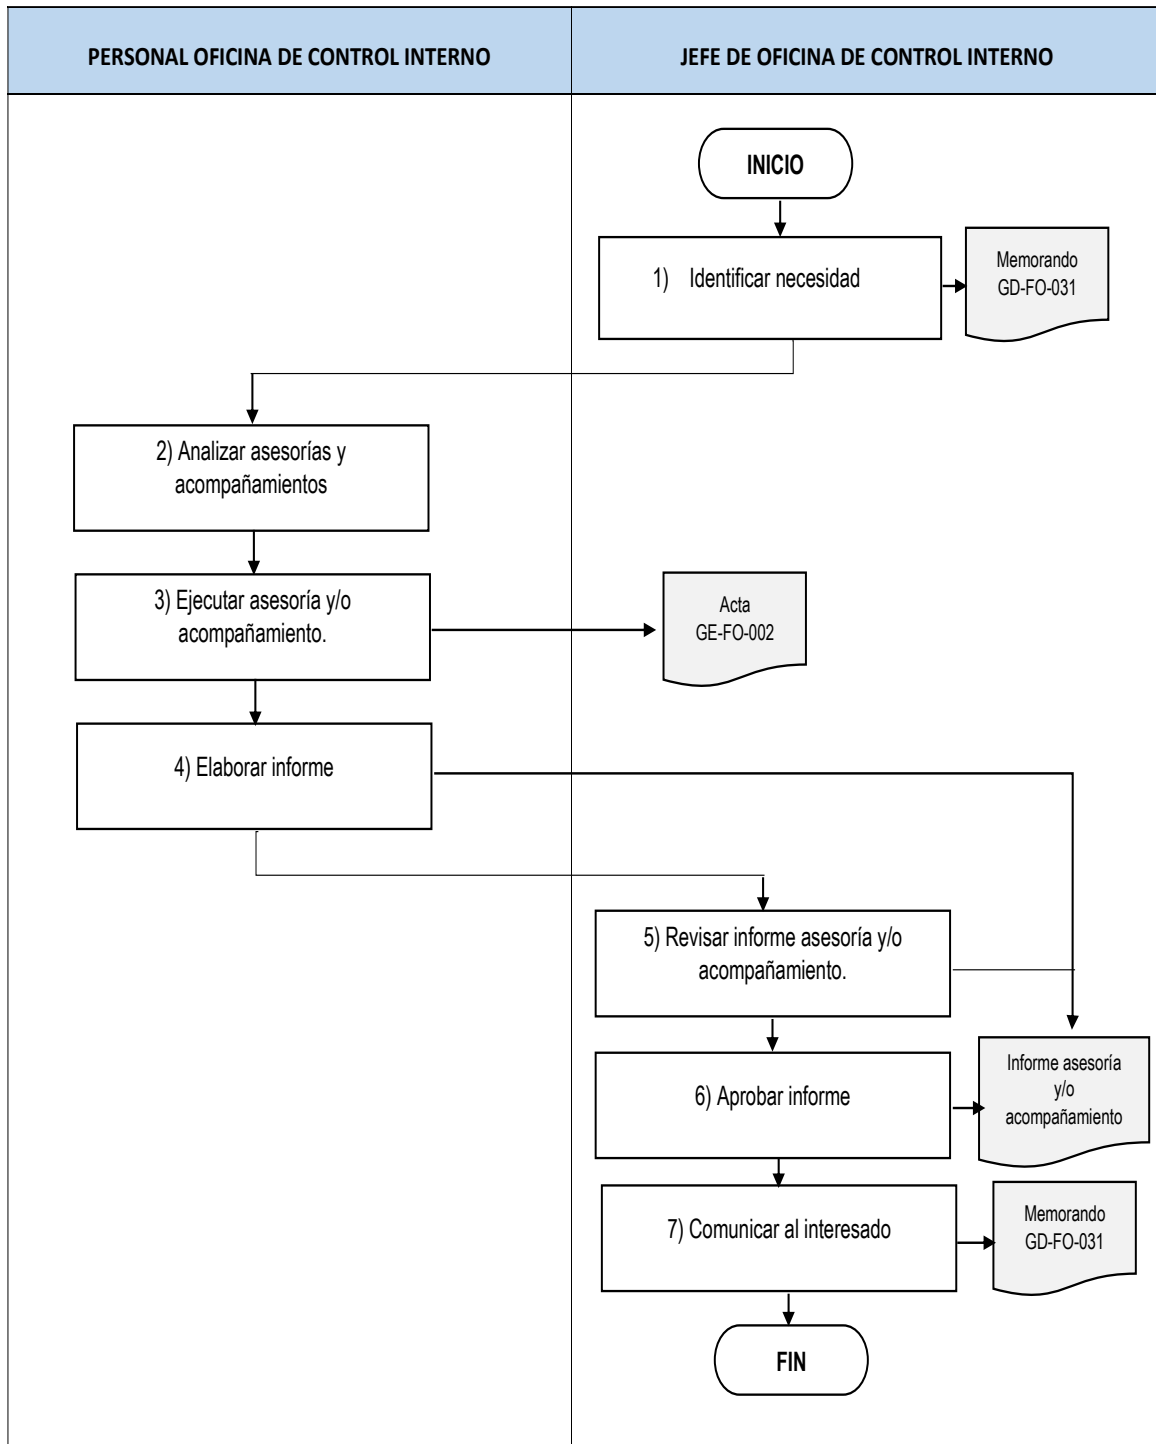 PERSONAL OFICINA DE CONTROL INTERNO
JEFE DE OFICINA DE CONTROL INTERNO
INICIO
1) Identificar necesidad
Memorando
GD-FO-031
2) Analizar asesorías y
acompañamientos
3) Ejecutar asesoría y/o
acompañamiento.
Acta
GE-FO-002
4) Elaborar informe
5) Revisar informe asesoría y/o
acompañamiento.
6) Aprobar informe
Informe asesoría
y/o
acompañamiento
7) Comunicar al interesado
Memorando
GD-FO-031
FIN